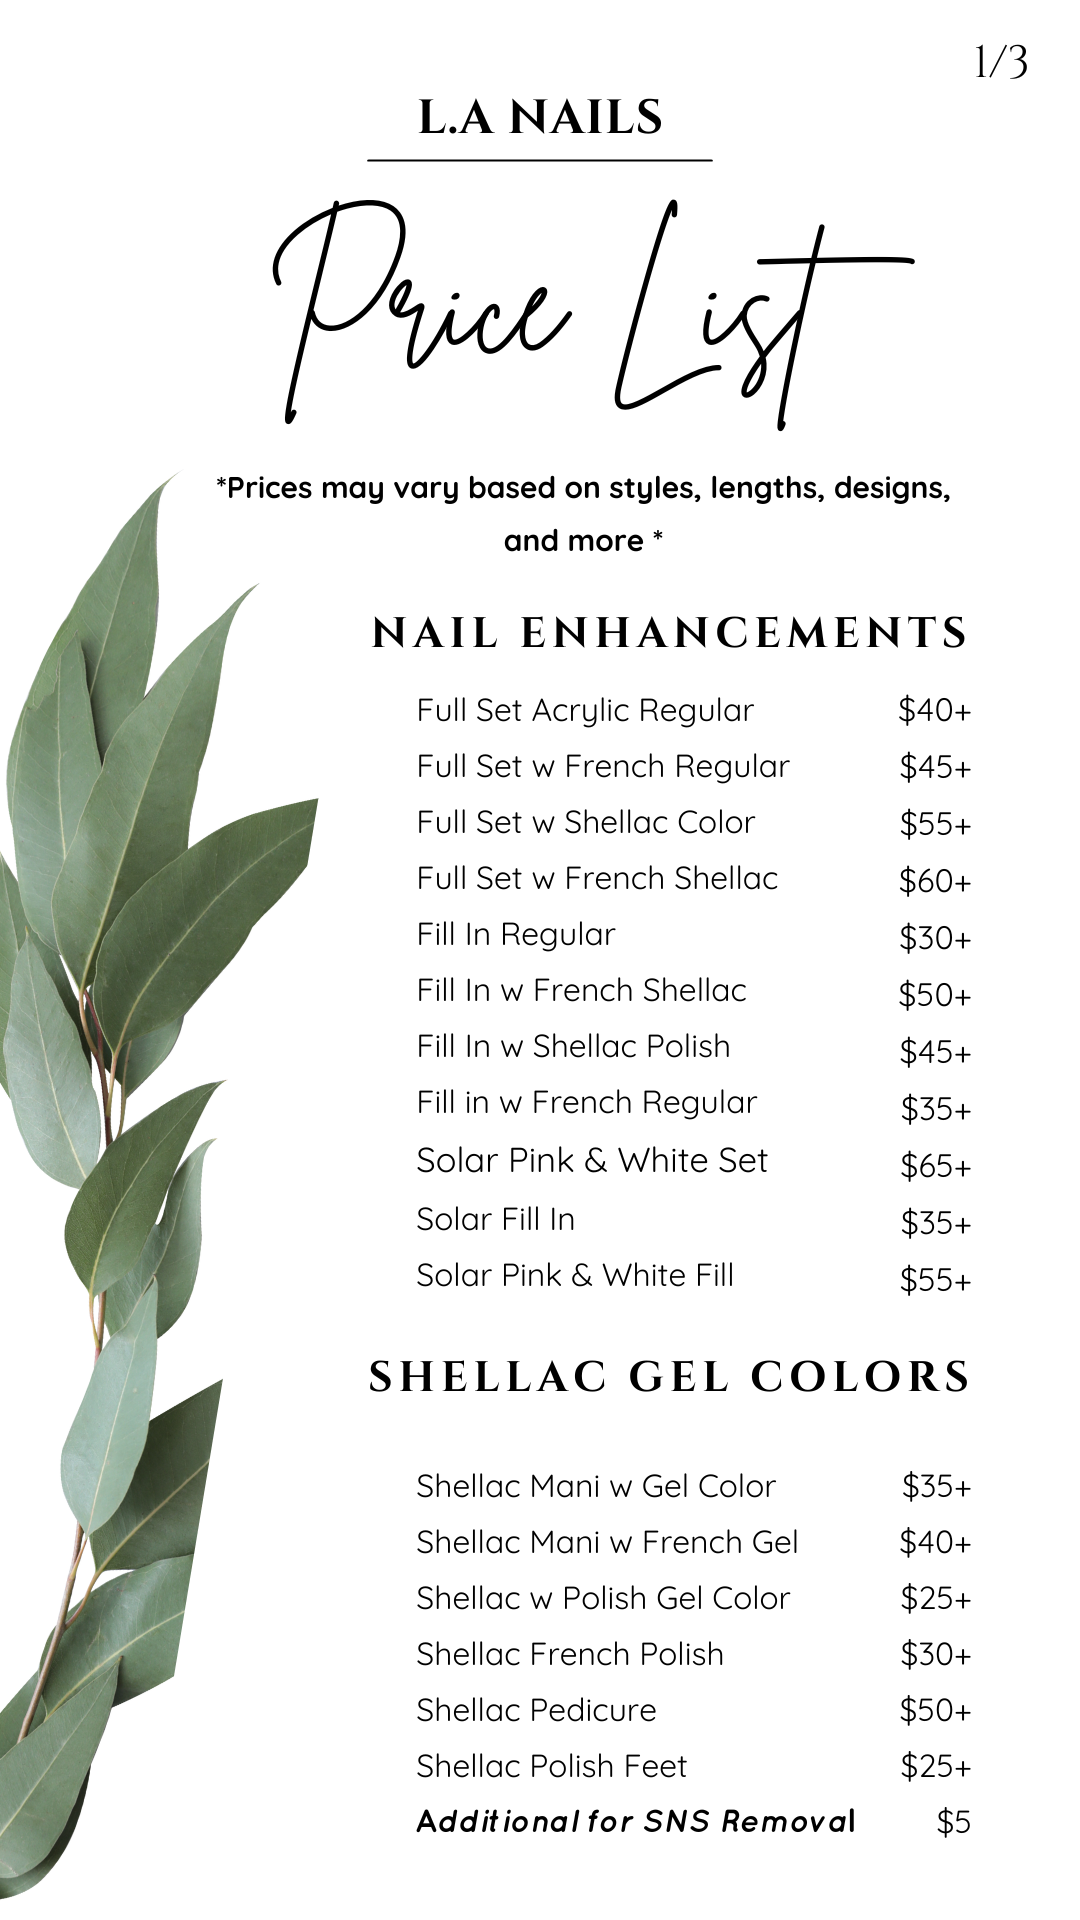 1/3
L.A NAILS
Price List
*Prices may vary based on styles, lengths, designs,
and more *
NAIL ENHANCEMENTS
Full Set Acrylic Regular $40+
Full Set w French Regular $45+
Full Set w Shellac Color $55+
Full Set w French Shellac $60+
Fill In Regular $30+
Fill In w French Shellac $50+
Fill In w Shellac Polish $45+
Fill in w French Regular $35+
Solar Pink & White Set $65+
Solar Fill In $35+
Solar Pink & White Fill $55+
SHELLAC GEL COLORS
Shellac Mani w Gel Color $35+
Shellac Mani w French Gel $40+
Shellac w Polish Gel Color $25+
Shellac French Polish $30+
Shellac Pedicure $50+
Shellac Polish Feet $25+
Additional for SNS Removal $5